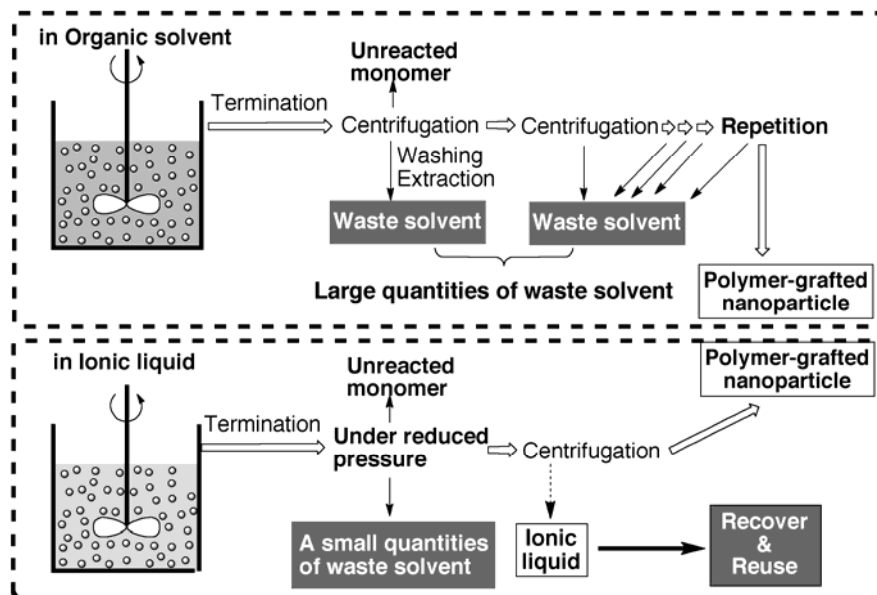 in Organic solvent
Unreacted
monomer
Termination
Centrifugation
Centrifugation
Repetition
Washing
Extraction
Waste solvent
Waste solvent
Large quantities of waste solvent
Polymer-grafted
nanoparticle
in Ionic liquid
Unreacted
monomer
Polymer-grafted
nanoparticle
Termination
Under reduced
pressure
Centrifugation
A small quantities
of waste solvent
Ionic
liquid
Recover
&
Reuse